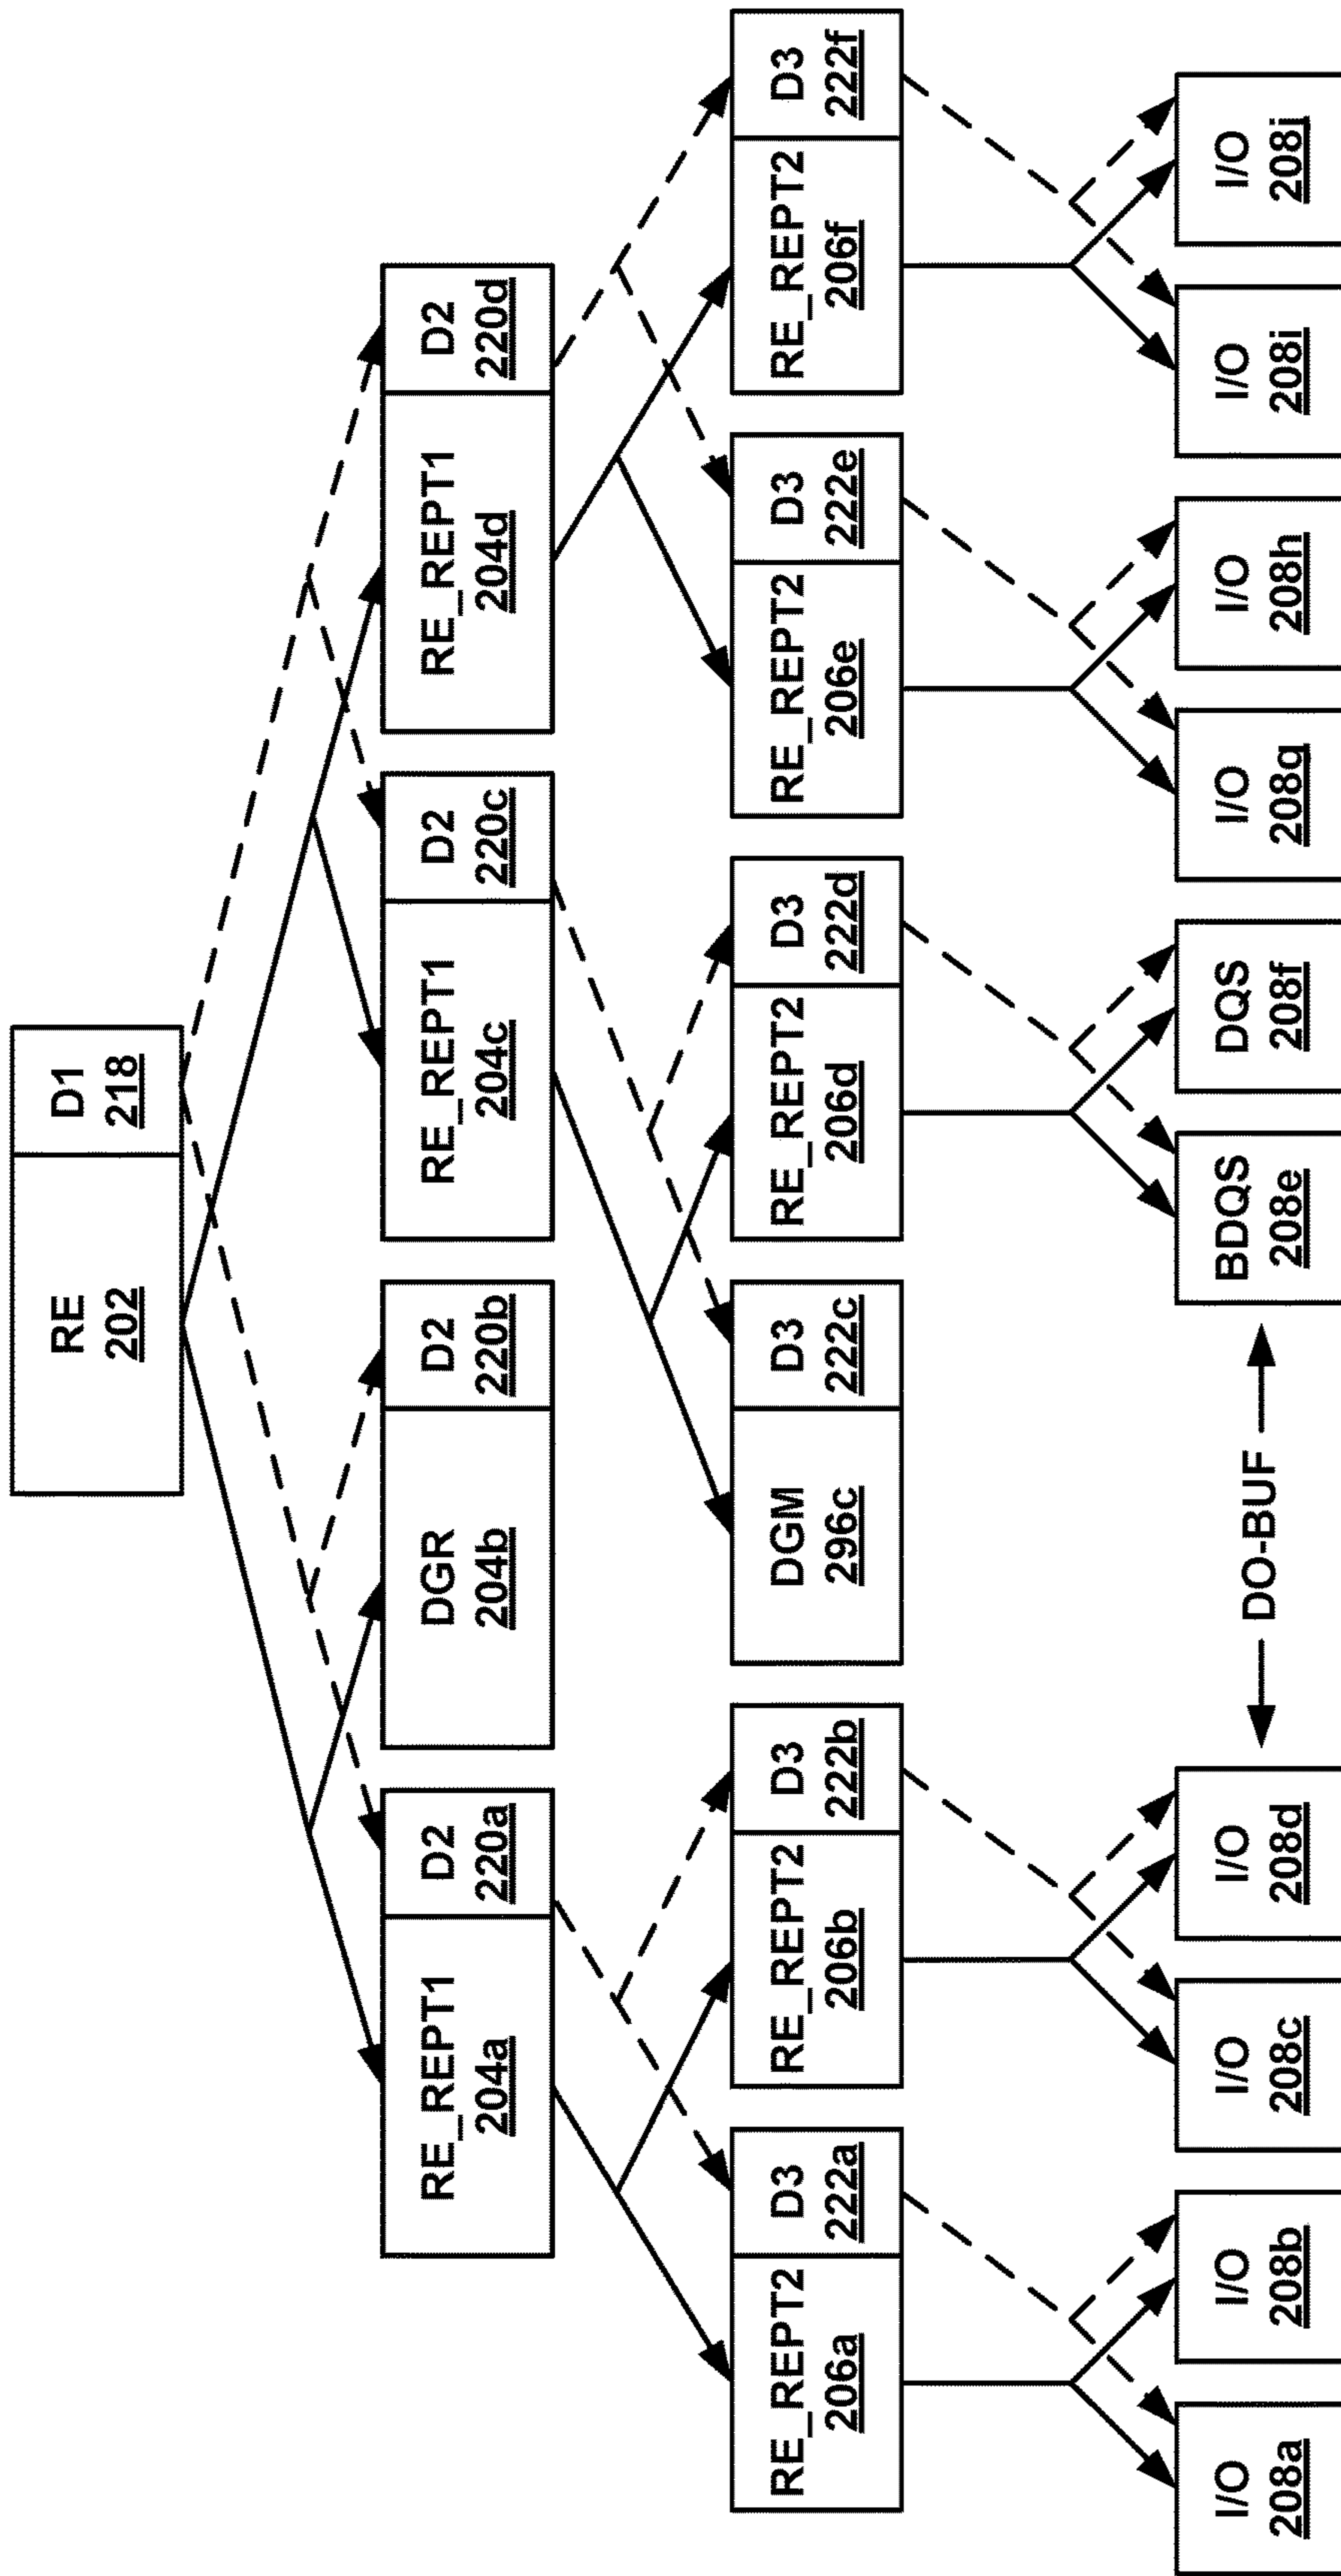 RE
202
D1
218
RE_REPT1
204a
D2
220a
DGR
204b
D2
220b
RE_REPT1
204c
D2
220c
RE_REPT1
204d
D2
220d
RE_REPT2
206a
D3
222a
RE_REPT2
206b
D3
222b
DGM
296c
D3
222c
RE_REPT2
206d
D3
222d
RE_REPT2
206e
D3
222e
RE_REPT2
206f
D3
222f
I/O
208a
I/O
208b
I/O
208c
I/O
208d
DO-BUF
BDQS
208e
DQS
208f
I/O
208g
I/O
208h
I/O
208i
I/O
208j